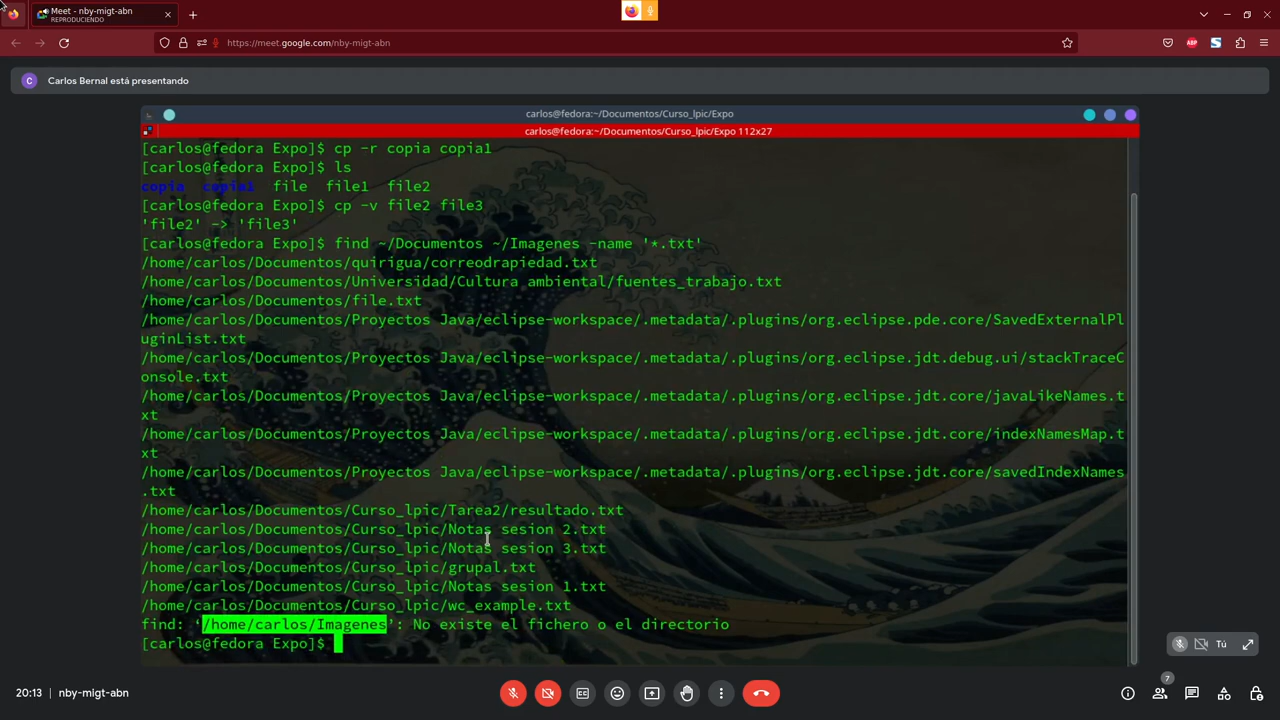 Meet - nby-migt-abn
REPRODUCIENDO
https://meet.google.com/nby-migt-abn
ABP
C Carlos Bernal está presentando
carlos@fedora:~/Documentos/Curso_lpic/Expo
carlos@fedora:~/Documentos/Curso_lpic/Expo 112x27
[carlos@fedora Expo]$ cp -r copia copia1
[carlos@fedora Expo]$ ls
copia  copia1  file  file1  file2
[carlos@fedora Expo]$ cp -v file2 file3
'file2' -> 'file3'
[carlos@fedora Expo]$ find ~/Documentos ~/Imagenes -name '*.txt'
/home/carlos/Documentos/quirigua/correodrapiedad.txt
/home/carlos/Documentos/Universidad/Cultura ambiental/fuentes_trabajo.txt
/home/carlos/Documentos/file.txt
/home/carlos/Documentos/Proyectos Java/eclipse-workspace/.metadata/.plugins/org.eclipse.pde.core/SavedExternalPl
uginList.txt
/home/carlos/Documentos/Proyectos Java/eclipse-workspace/.metadata/.plugins/org.eclipse.jdt.debug.ui/stackTraceC
onsole.txt
/home/carlos/Documentos/Proyectos Java/eclipse-workspace/.metadata/.plugins/org.eclipse.jdt.core/javaLikeNames.t
xt
/home/carlos/Documentos/Proyectos Java/eclipse-workspace/.metadata/.plugins/org.eclipse.jdt.core/indexNamesMap.t
xt
/home/carlos/Documentos/Proyectos Java/eclipse-workspace/.metadata/.plugins/org.eclipse.jdt.core/savedIndexNames
.txt
/home/carlos/Documentos/Curso_lpic/Tarea2/resultado.txt
/home/carlos/Documentos/Curso_lpic/Notas sesion 2.txt
/home/carlos/Documentos/Curso_lpic/Notas sesion 3.txt
/home/carlos/Documentos/Curso_lpic/grupal.txt
/home/carlos/Documentos/Curso_lpic/Notas sesion 1.txt
/home/carlos/Documentos/Curso_lpic/wc_example.txt
find: ‘/home/carlos/Imagenes’: No existe el fichero o el directorio
[carlos@fedora Expo]$
Tú
20:13 nby-migt-abn
7